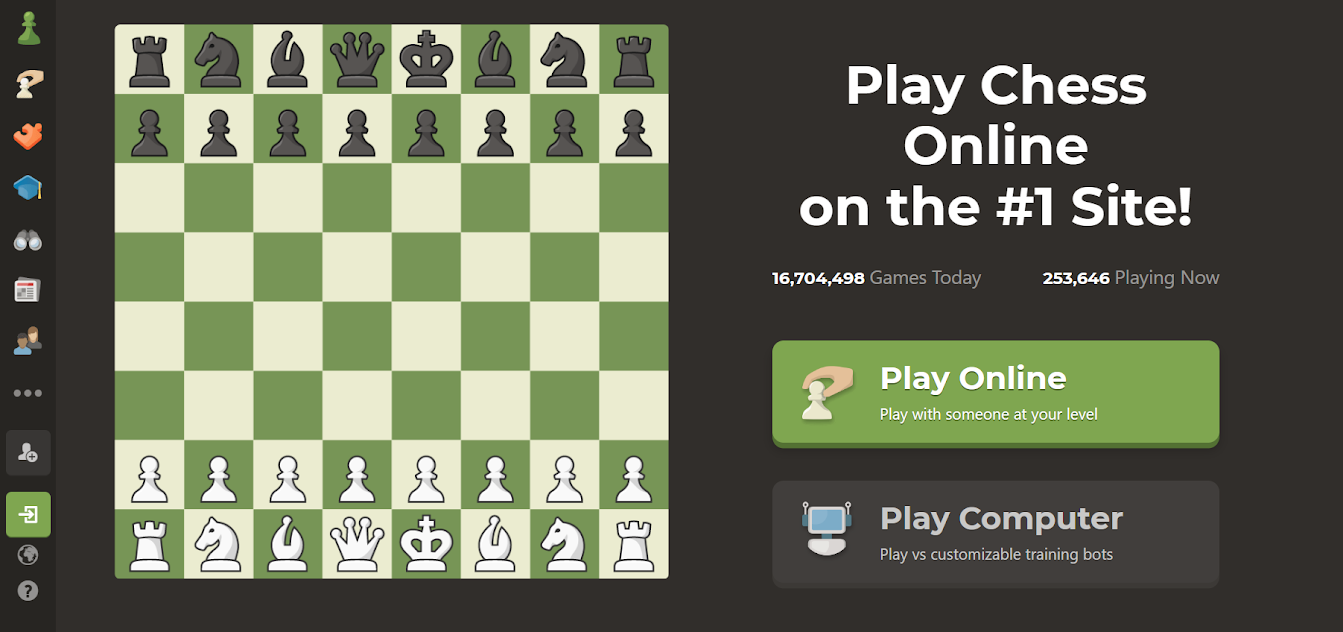 Play Chess
Online
on the #1 Site!
16,704,498 Games Today
253,646 Playing Now
Play Online
Play with someone at your level
Play Computer
Play vs customizable training bots
?